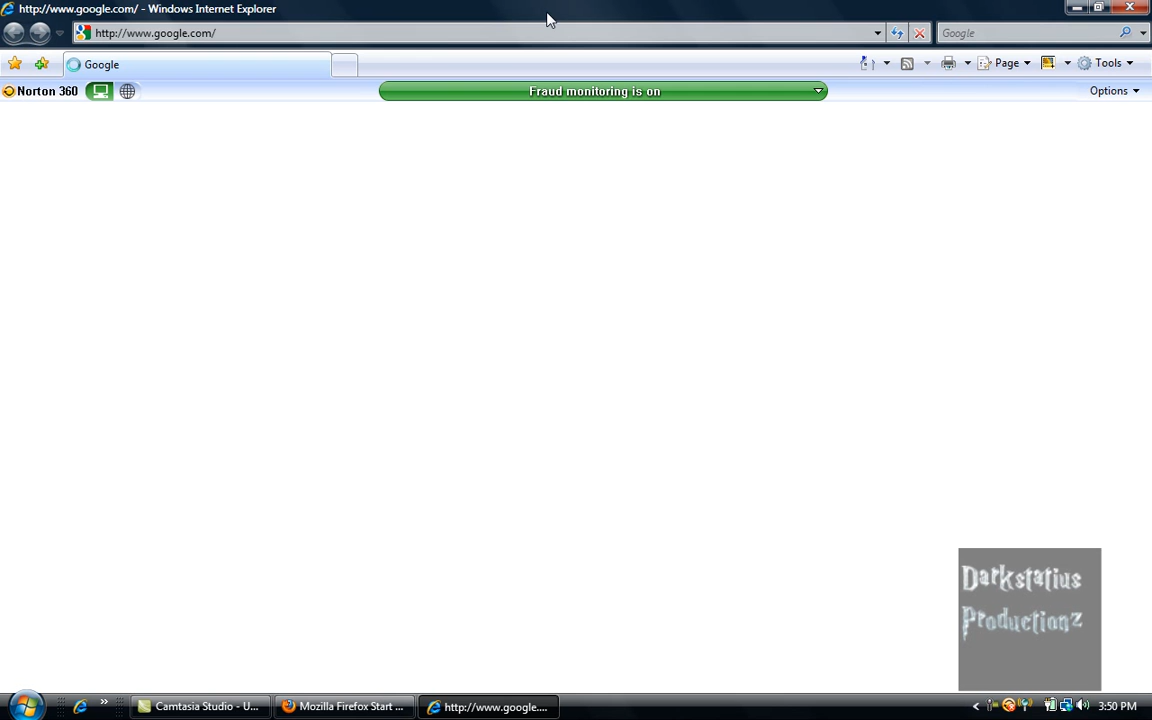 http://www.google.com/ - Windows Internet Explorer
http://www.google.com/
Google
Google
Page
Tools
Norton 360
Fraud monitoring is on
Options
Darkstatius
Productionz
Camtasia Studio - U...
Mozilla Firefox Start ...
http://www.google....
3:50 PM